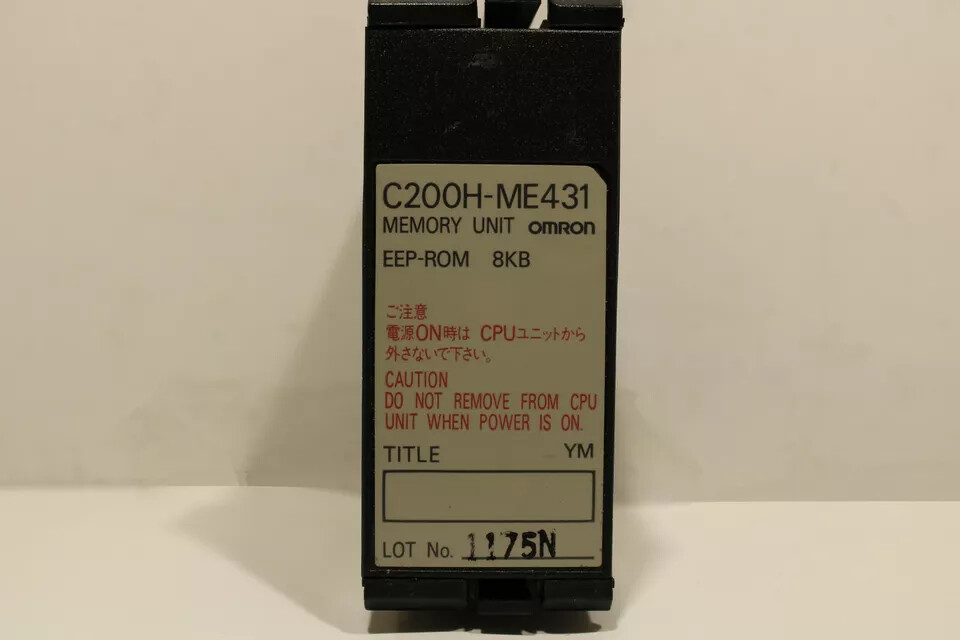 C200H-ME431
MEMORY UNIT OMRON
EEP-ROM 8KB
ご注意
電源ON時は CPUユニットから
外さないで下さい。
CAUTION
DO NOT REMOVE FROM CPU
UNIT WHEN POWER IS ON.
TITLE YM
LOT No. 1175N